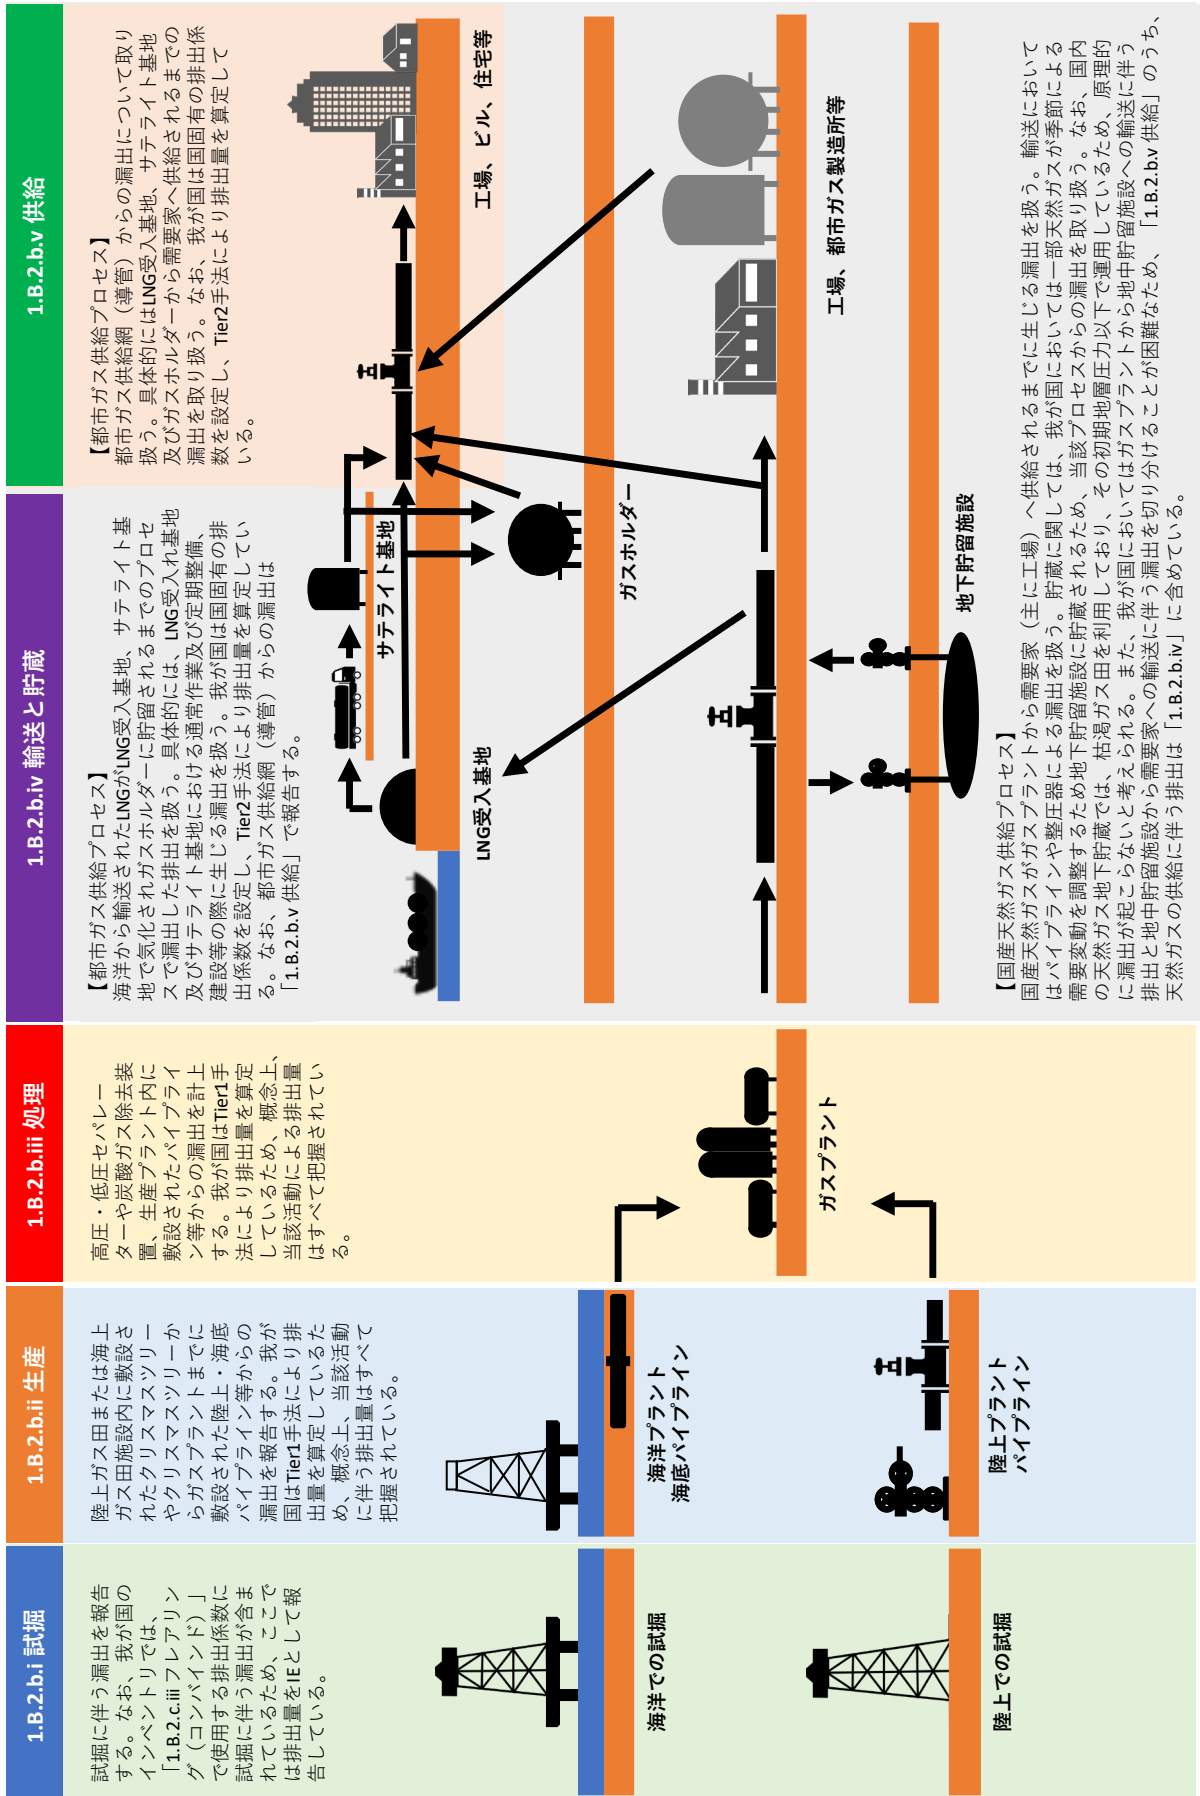 1.B.2.b.i 試掘
試掘に伴う漏出を報告
する。なお、我が国の
インベントリでは、
「1.B.2.c.iii フレアリン
グ（コンバインド）」
で使用する排出係数に
試掘に伴う漏出が含ま
れているため、ここで
は排出量をIEとして報
告している。
海洋での試掘
陸上での試掘
1.B.2.b.ii 生産
陸上ガス田または海上
ガス田施設内に敷設さ
れたクリスマスツリー
やクリスマスツリーか
らガスプラントまでに
敷設された陸上・海底
パイプライン等からの
漏出を報告する。我が
国はTier1手法により排
出量を算定しているた
め、概念上、当該活動
に伴う排出量はすべて
把握されている。
海洋プラント
海底パイプライン
陸上プラント
パイプライン
1.B.2.b.iii 処理
高圧・低圧セパレー
ターや炭酸ガス除去装
置、生産プラント内に
敷設されたパイプライ
ン等からの漏出を計上
する。我が国はTier1手
法により排出量を算定
しているため、概念上、
当該活動による排出量
はすべて把握されてい
る。
ガスプラント
1.B.2.b.iv 輸送と貯蔵
【都市ガス供給プロセス】
海洋から輸送されたLNGがLNG受入基地、サテライト基
地で気化されガスホルダーに貯留されるまでのプロセ
スで漏出した排出を扱う。具体的には、LNG受入れ基地
及びサテライト基地における通常作業及び定期整備、
建設等の際に生じる漏出を扱う。我が国は国固有の排
出係数を設定し、Tier2手法により排出量を算定してい
る。なお、都市ガス供給網（導管）からの漏出は
「1.B.2.b.v 供給」で報告する。
サテライト基地
LNG受入基地
ガスホルダー
地下貯留施設
1.B.2.b.v 供給
【都市ガス供給プロセス】
都市ガス供給網（導管）からの漏出について取り
扱う。具体的にはLNG受入基地、サテライト基地
及びガスホルダーから需要家へ供給されるまでの
漏出を取り扱う。なお、我が国は国固有の排出係
数を設定し、Tier2手法により排出量を算定して
いる。
工場、ビル、住宅等
工場、都市ガス製造所等
【国産天然ガス供給プロセス】
国産天然ガスがガスプラントから需要家（主に工場）へ供給されるまでに生じる漏出を扱う。輸送において
はパイプラインや整圧器による漏出を扱う。貯蔵に関しては、我が国においては一部天然ガスが季節による
需要変動を調整するため地下貯留施設に貯蔵されるため、当該プロセスからの漏出を取り扱う。なお、国内
の天然ガス地下貯蔵では、枯渇ガス田を利用しており、その初期地層圧力以下で運用しているため、原理的
に漏出が起こらないと考えられる。また、我が国においてはガスプラントから地中貯留施設への輸送に伴う
排出と地中貯留施設から需要家への輸送に伴う漏出を切り分けることが困難なため、「1.B.2.b.v 供給」のうち、
天然ガスの供給に伴う排出は「1.B.2.b.iv」に含めている。